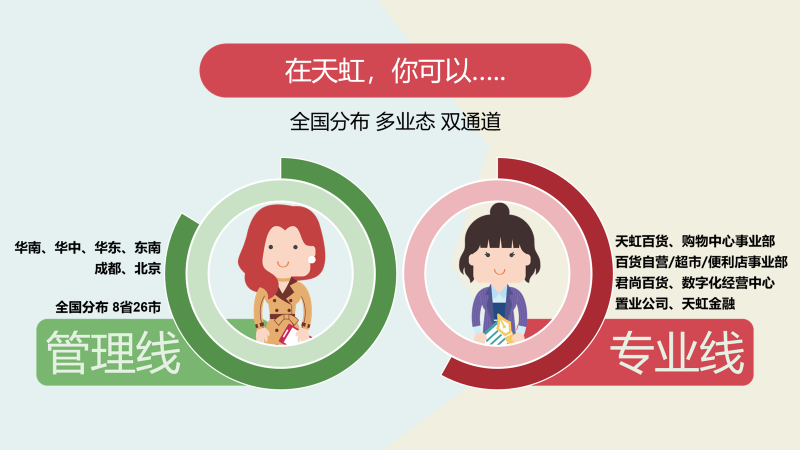 在天虹，你可以.....
全国分布 多业态 双通道
华南、华中、华东、东南
成都、北京
全国分布 8省26市
管理线
天虹百货、购物中心事业部
百货自营/超市/便利店事业部
君尚百货、数字化经营中心
置业公司、天虹金融
专业线